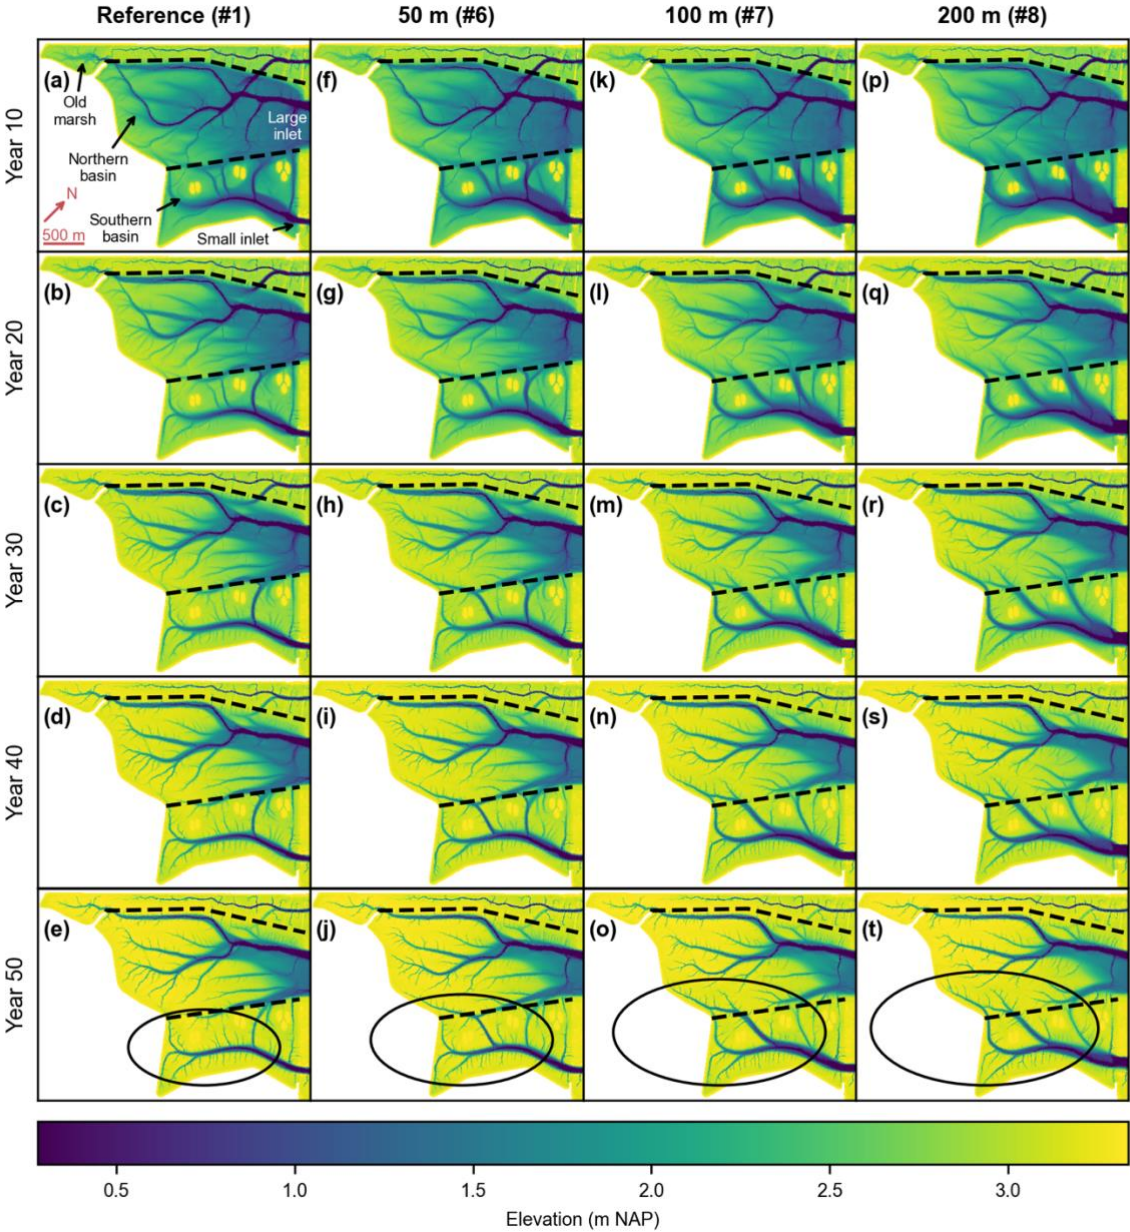 Reference (#1) 50 m (#6) 100 m (#7) 200 m (#8)
Year 10
(a) (f) (k) (p)
Old
marsh
Large
inlet
Northern
basin
N
Southern
basin
500 m
Small inlet
Year 20
(b) (g) (l) (q)
Year 30
(c) (h) (m) (r)
Year 40
(d) (i) (n) (s)
Year 50
(e) (j) (o) (t)
0.5 1.0 1.5 2.0 2.5 3.0
Elevation (m NAP)